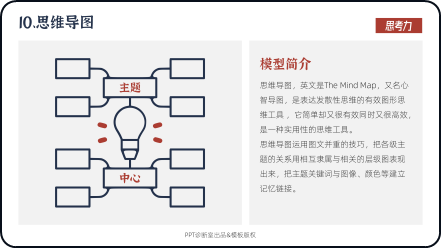 10.思维导图
思考力
主题
中心
模型简介
思维导图，英文是The Mind Map，又名心
智导图，是表达发散性思维的有效图形思
维工具 ，它简单却又很有效同时又很高效，
是一种实用性的思维工具。
思维导图运用图文并重的技巧，把各级主
题的关系用相互隶属与相关的层级图表现
出来，把主题关键词与图像、颜色等建立
记忆链接。
PPT@新室出品&模板版权